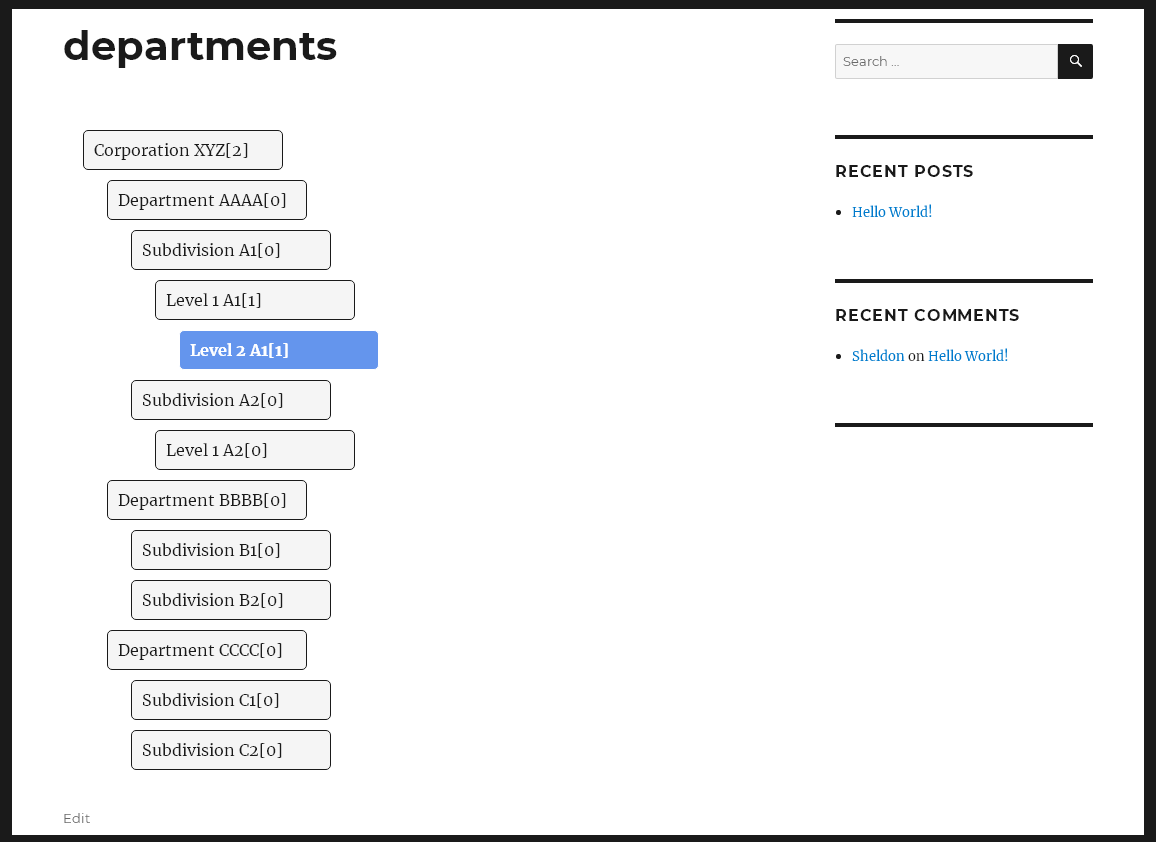 departments
Corporation XYZ[2]
Department AAAA[0]
Subdivision A1[0]
Level 1 A1[1]
Level 2 A1[1]
Subdivision A2[0]
Level 1 A2[0]
Department BBBB[0]
Subdivision B1[0]
Subdivision B2[0]
Department CCCC[0]
Subdivision C1[0]
Subdivision C2[0]
Edit
Search ...
RECENT POSTS
Hello World!
RECENT COMMENTS
Sheldon on Hello World!